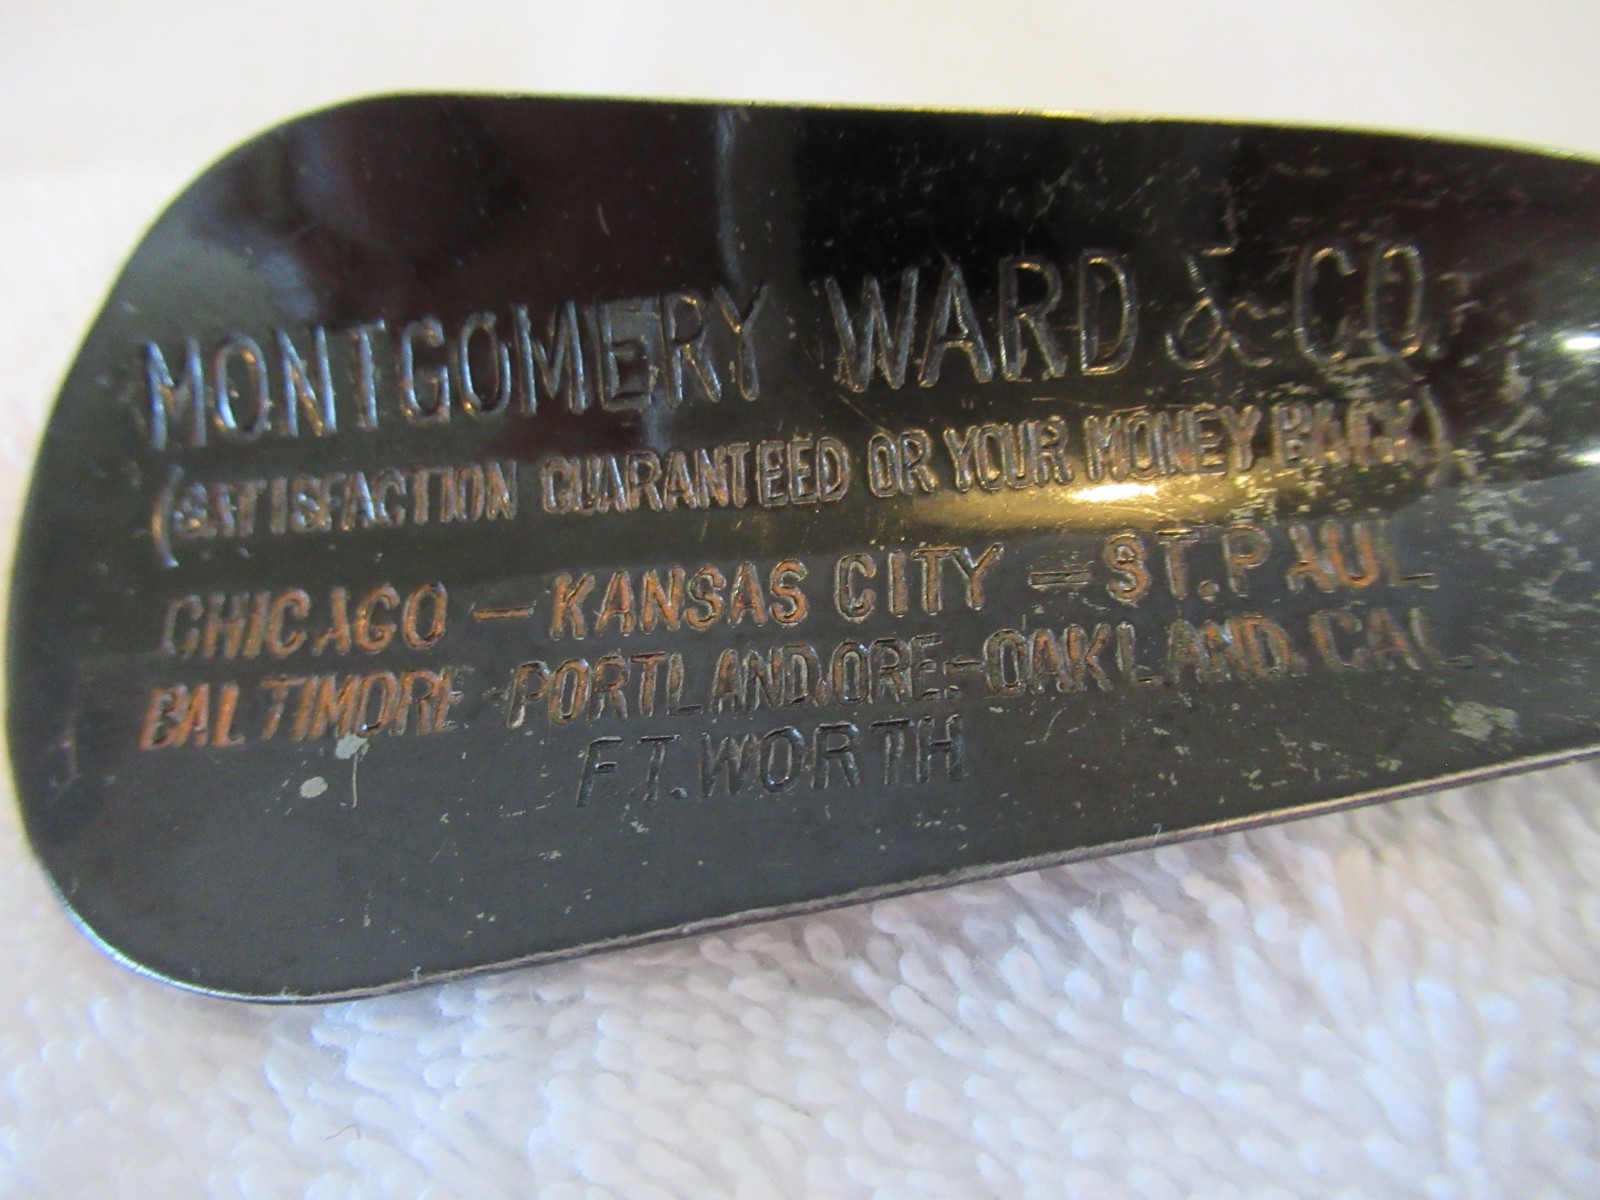 MONTGOMERY WARD & CO.
(SATISFACTION GUARANTEED OR YOUR MONEY BACK)
CHICAGO – KANSAS CITY – ST. PAUL
BALTIMORE - PORTLAND, ORE. - OAKLAND, CAL.
FT. WORTH